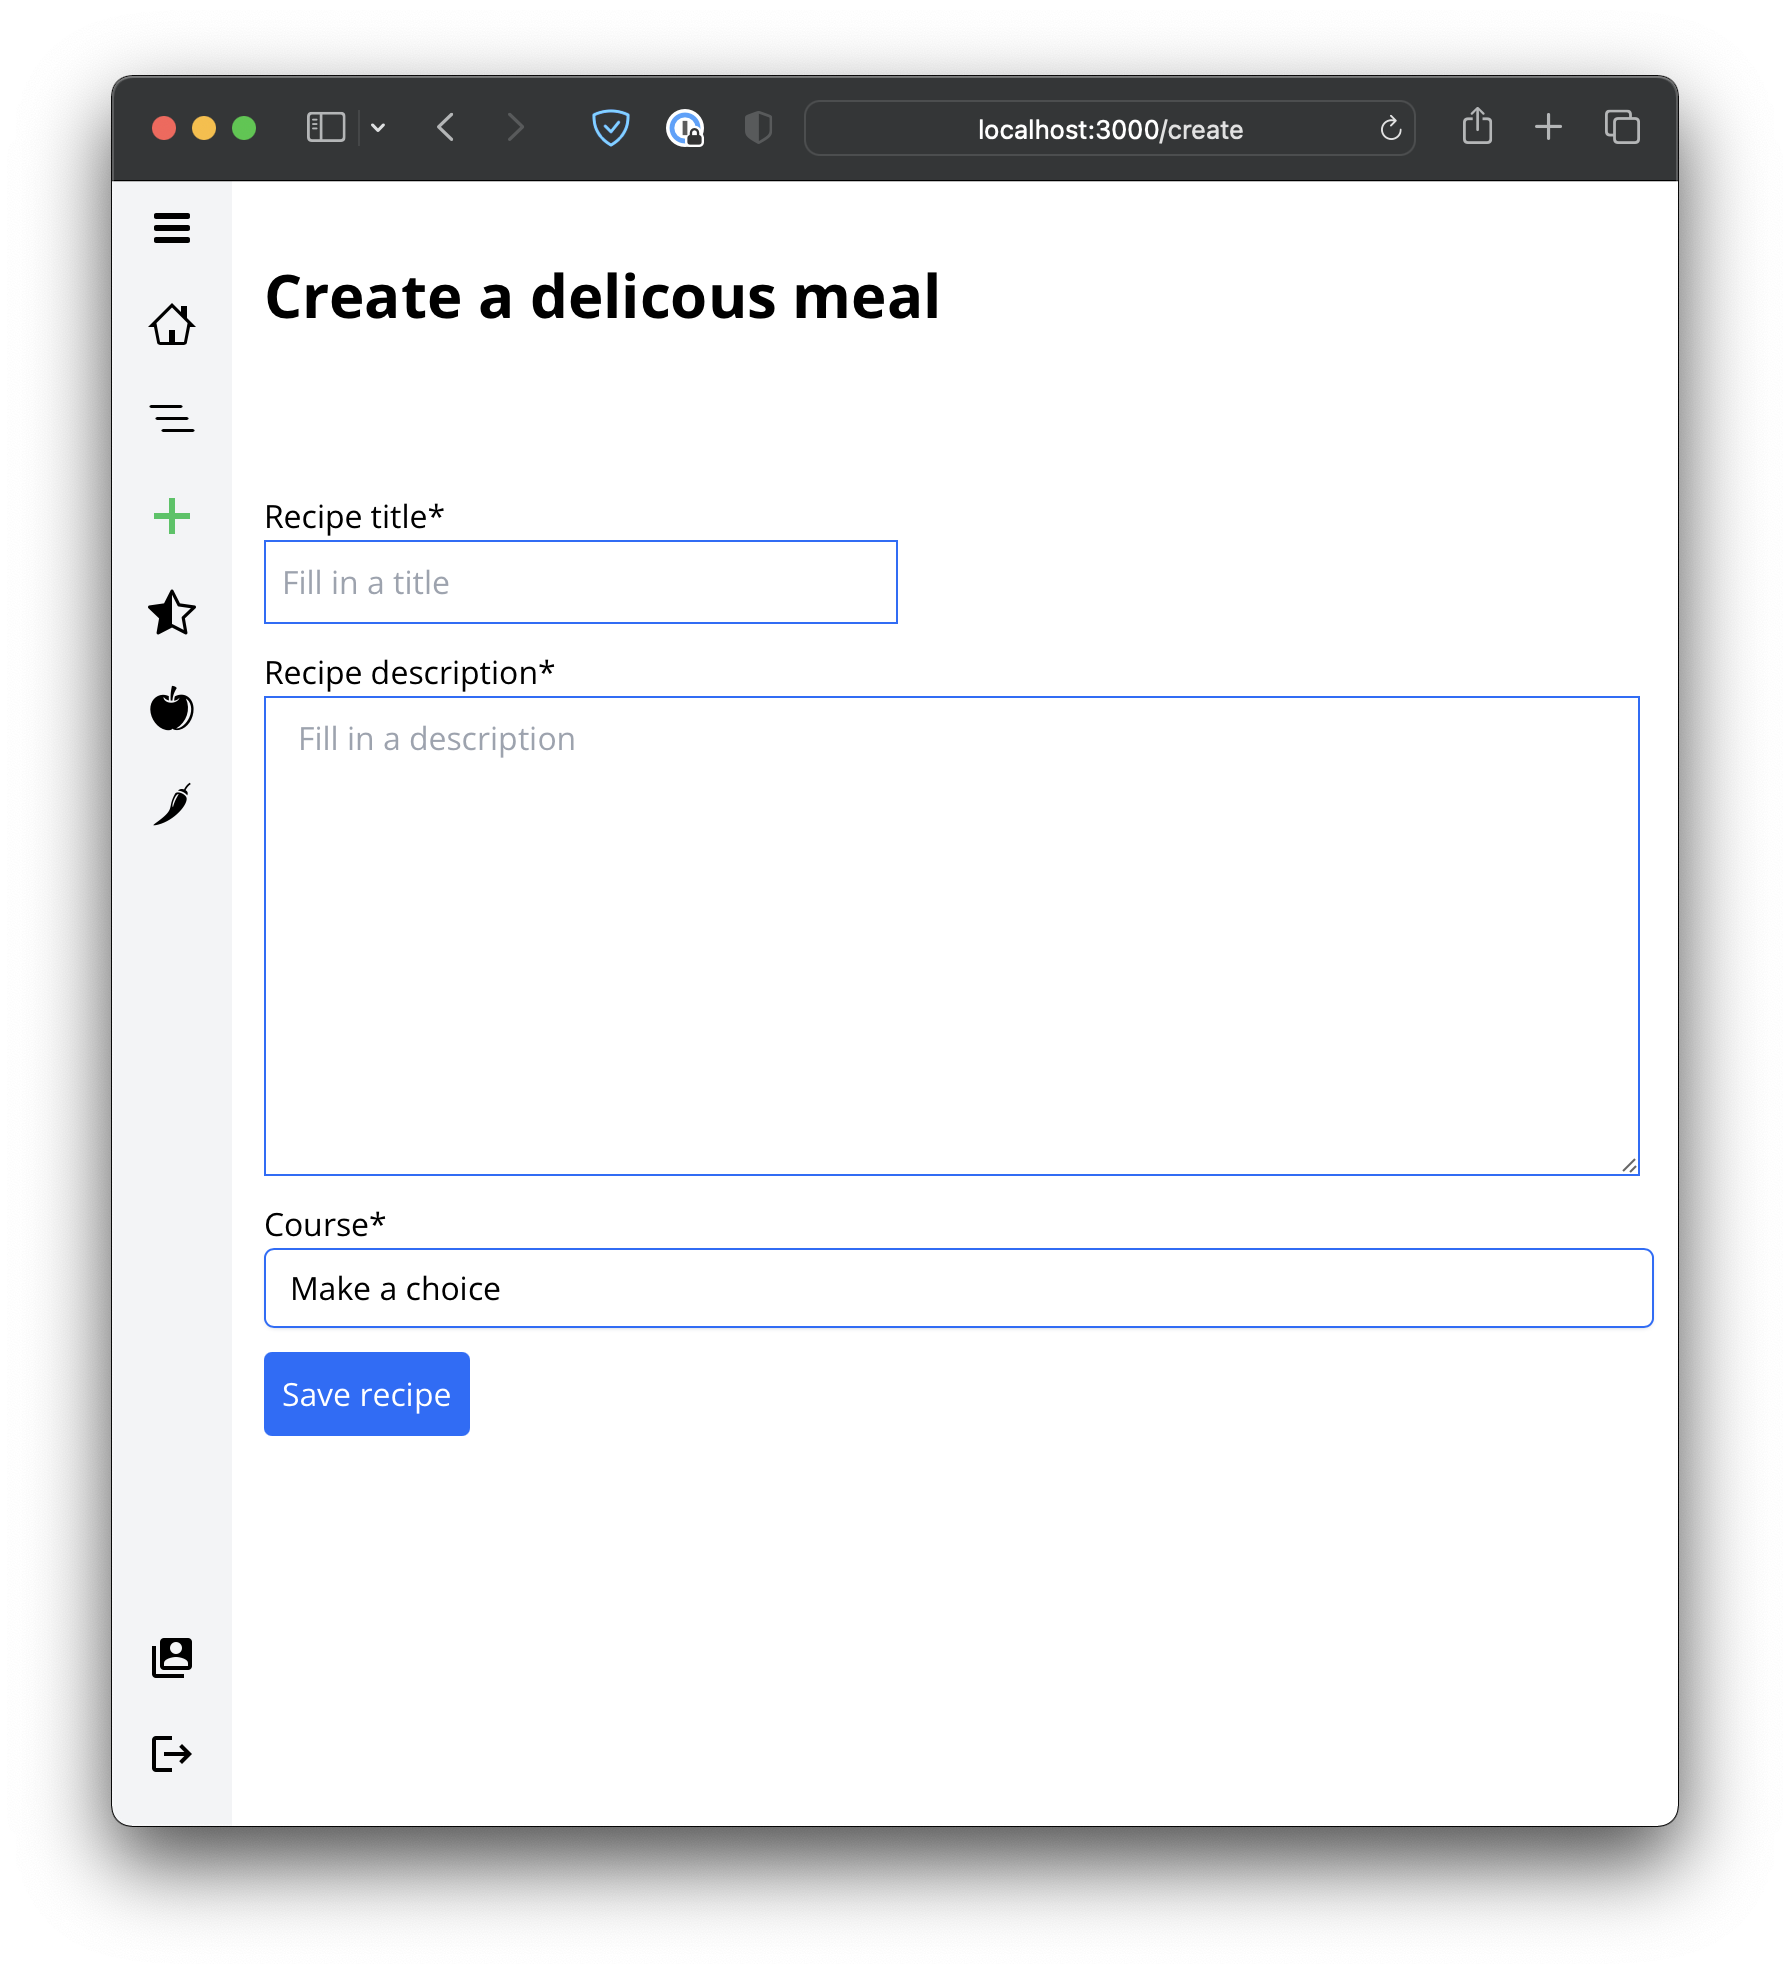 localhost:3000/create
Create a delicous meal
Recipe title*
Fill in a title
Recipe description*
Fill in a description
Course*
Make a choice
Save recipe